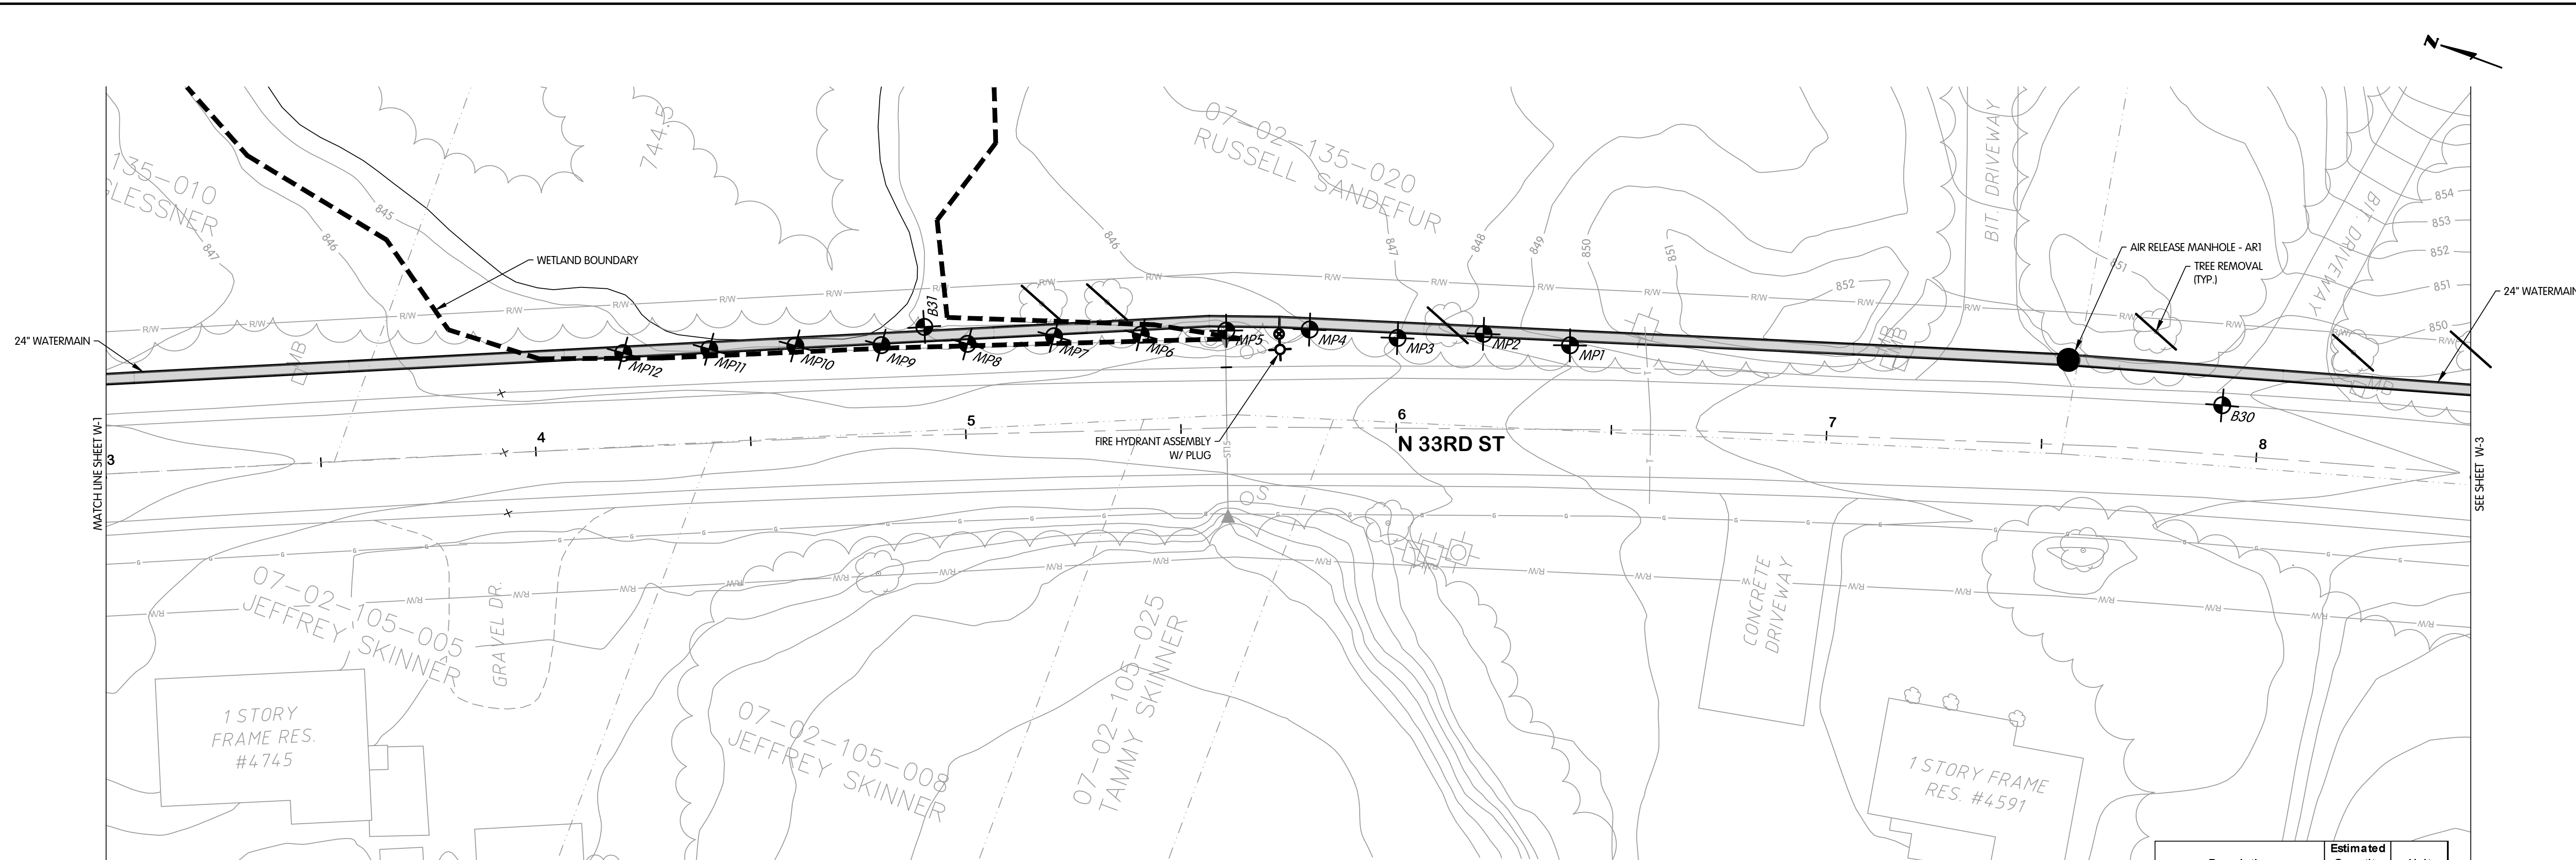 N
135-010
GLESSNER
847
846
845
744.5
WETLAND BOUNDARY
24" WATERMAIN
R/W R/W R/W R/W R/W R/W R/W R/W R/W R/W R/W R/W R/W R/W R/W R/W R/W R/W R/W R/W R/W R/W
B31
846
07-02-135-020
RUSSELL SANDEFUR
847
848
849
850
851
852
BIT. DRIVEWAY
BIT. DRIVEWAY
AIR RELEASE MANHOLE - AR1
TREE REMOVAL
(TYP.)
851
854
853
852
851
850
24" WATERMAIN
MP12
MP11
MP10
MP9
MP8
MP7
MP6
MP5
MP4
MP3
MP2
MP1
B30
MATCH LINE SHEET W-1
SEE SHEET W-3
3
4
5
6
7
8
N 33RD ST
FIRE HYDRANT ASSEMBLY
W/ PLUG
ST15
T
T
OS
G G G G G G G G G G G G G G G G G G G
R/W R/W R/W R/W R/W R/W R/W R/W R/W R/W R/W R/W R/W R/W R/W R/W R/W R/W R/W R/W R/W R/W
07-02-105-005
JEFFREY SKINNER
GRAVEL DR.
1 STORY
FRAME RES.
#4745
07-02-105-008
JEFFREY SKINNER
07-02-105-025
TAMMY SKINNER
CONCRETE
DRIVEWAY
1 STORY FRAME
RES. #4591
Estimated